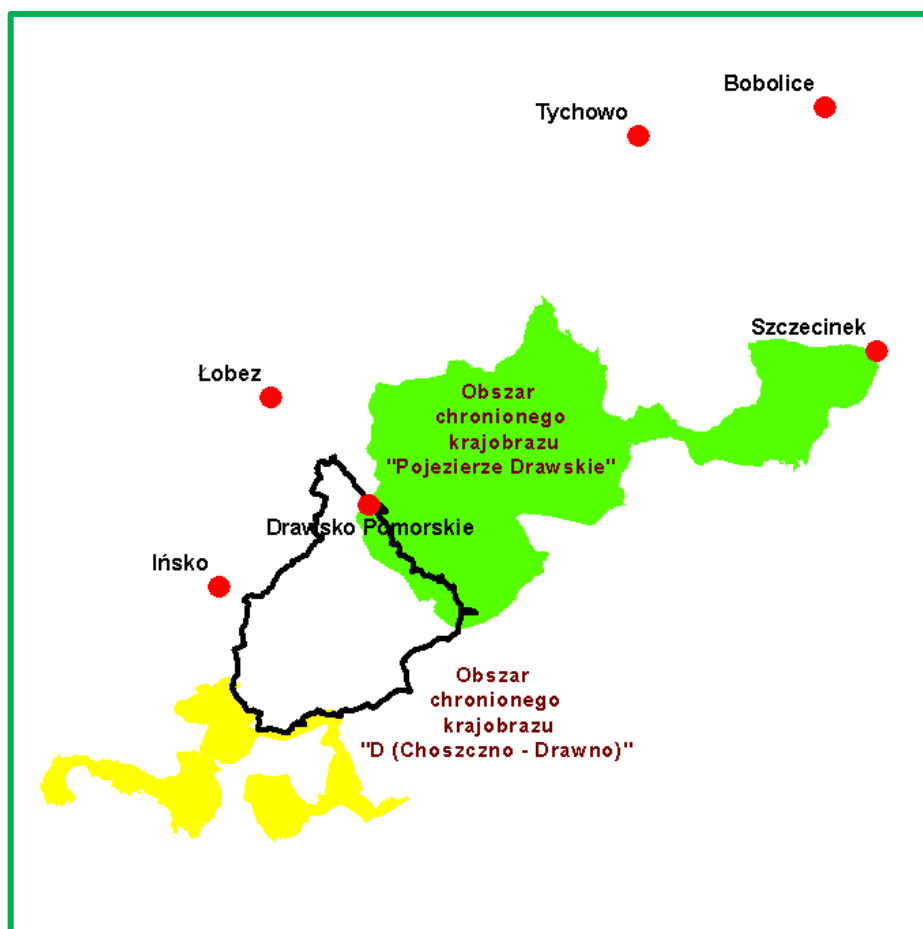 Bobolice
Tychowo
Szczecinek
Łobez
Obszar
chronionego
krajobrazu
"Pojezierze Drawskie"
Drawsko Pomorskie
Ińsko
Obszar
chronionego
krajobrazu
"D (Choszczno - Drawno)"